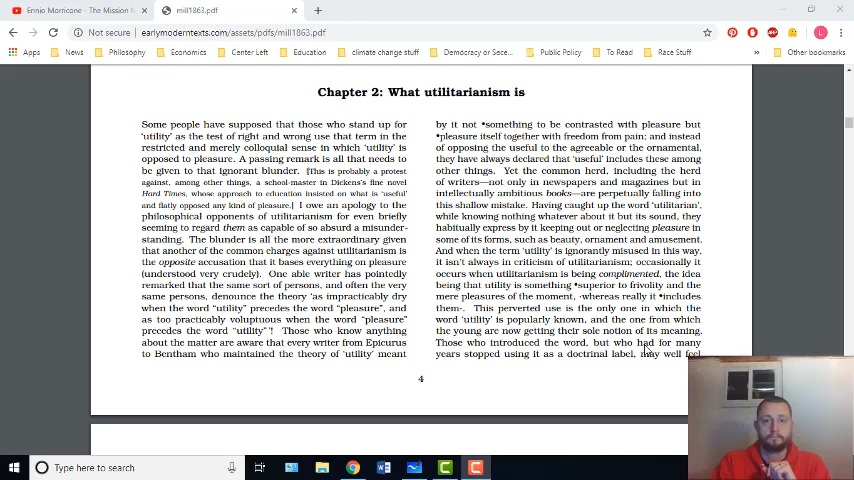 Ennio Morricone - The Mission M
mill1863.pdf
Not secure
earlymoderntexts.com/assets/pdfs/mill1863.pdf
ABP
L
Apps
News
Philosophy
Economics
Center Left
Education
climate change stuff
Democracy or Sece...
Public Policy
To Read
Race Stuff
»
Other bookmarks
Chapter 2: What utilitarianism is
Some people have supposed that those who stand up for
‘utility’ as the test of right and wrong use that term in the
restricted and merely colloquial sense in which ‘utility’ is
opposed to pleasure. A passing remark is all that needs to
be given to that ignorant blunder. [This is probably a protest
against, among other things, a school-master in Dickens's fine novel
Hard Times, whose approach to education insisted on what is ‘useful’
and flatly opposed any kind of pleasure.] I owe an apology to the
philosophical opponents of utilitarianism for even briefly
seeming to regard them as capable of so absurd a misunder-
standing. The blunder is all the more extraordinary given
that another of the common charges against utilitarianism is
the opposite accusation that it bases everything on pleasure
(understood very crudely). One able writer has pointedly
remarked that the same sort of persons, and often the very
same persons, denounce the theory ‘as impracticably dry
when the word “utility” precedes the word “pleasure”, and
as too practicably voluptuous when the word “pleasure”
precedes the word “utility”’! Those who know anything
about the matter are aware that every writer from Epicurus
to Bentham who maintained the theory of ‘utility’ meant
by it not •something to be contrasted with pleasure but
•pleasure itself together with freedom from pain; and instead
of opposing the useful to the agreeable or the ornamental,
they have always declared that ‘useful’ includes these among
other things. Yet the common herd, including the herd
of writers—not only in newspapers and magazines but in
intellectually ambitious books—are perpetually falling into
this shallow mistake. Having caught up the word ‘utilitarian’,
while knowing nothing whatever about it but its sound, they
habitually express by it keeping out or neglecting pleasure in
some of its forms, such as beauty, ornament and amusement.
And when the term ‘utility’ is ignorantly misused in this way,
it isn't always in criticism of utilitarianism; occasionally it
occurs when utilitarianism is being complimented, the idea
being that utility is something •superior to frivolity and the
mere pleasures of the moment, ·whereas really it •includes
them·. This perverted use is the only one in which the
word ‘utility’ is popularly known, and the one from which
the young are now getting their sole notion of its meaning.
Those who introduced the word, but who had for many
years stopped using it as a doctrinal label, may well feel
4
Type here to search